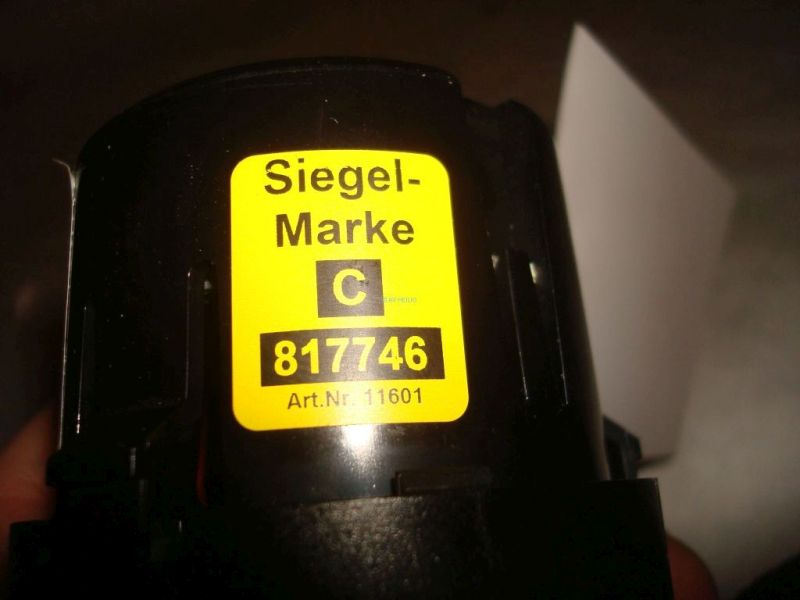 Siegel-
Marke
C
817746
Art.Nr. 11601